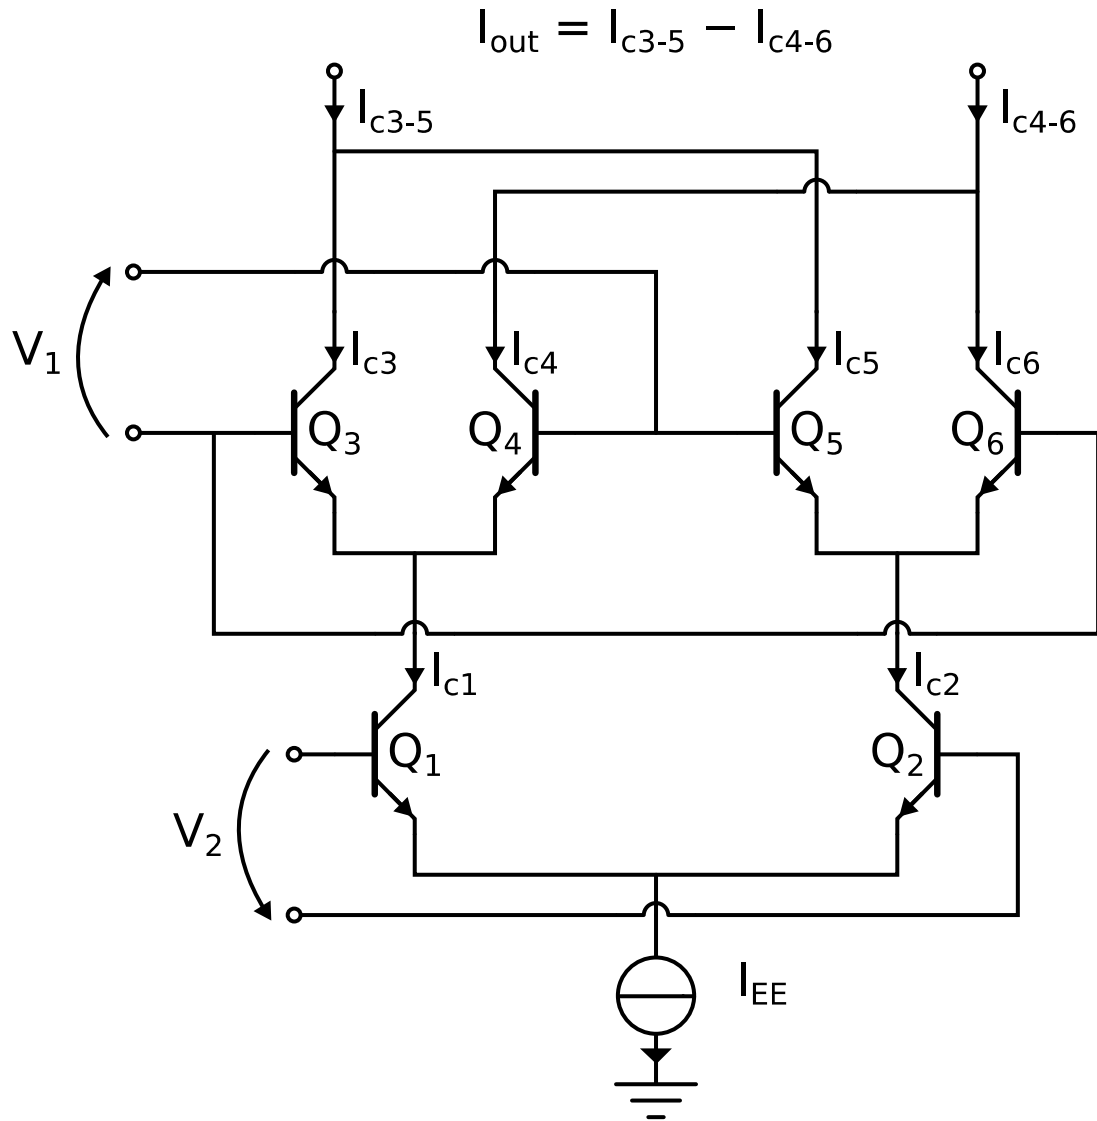 Iout = Ic3-5 − Ic4-6
Ic3-5
Ic4-6
V1
Ic3
Ic4
Ic5
Ic6
Q3
Q4
Q5
Q6
Ic1
Ic2
Q1
Q2
V2
IEE